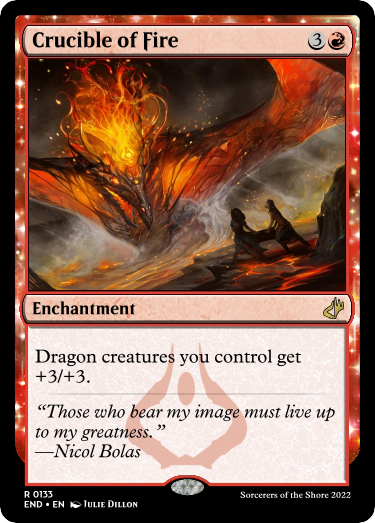 Crucible of Fire 3
Enchantment
Dragon creatures you control get
+3/+3.
“Those who bear my image must live up
to my greatness.”
—Nicol Bolas
R 0133
END • EN Julie Dillon
Sorcerers of the Shore 2022